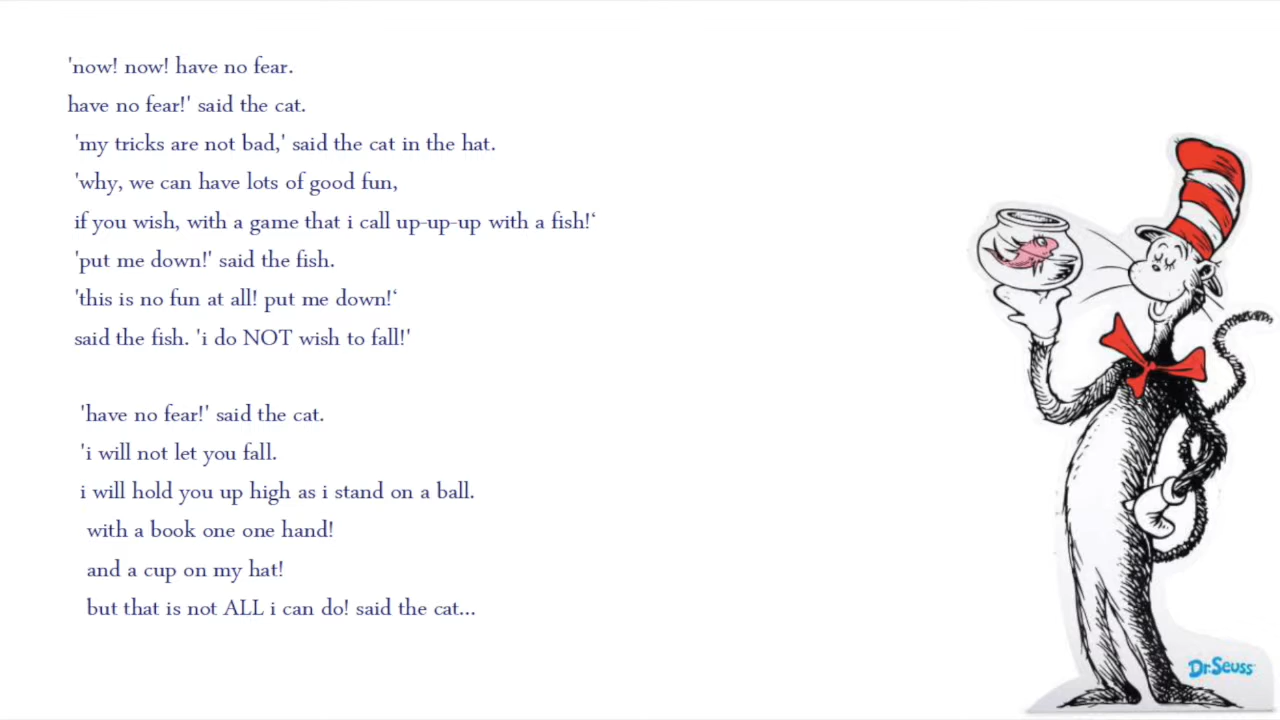 'now! now! have no fear.
have no fear!' said the cat.
'my tricks are not bad,' said the cat in the hat.
'why, we can have lots of good fun,
if you wish, with a game that i call up-up-up with a fish!‘
'put me down!' said the fish.
'this is no fun at all! put me down!‘
said the fish. 'i do NOT wish to fall!'
'have no fear!' said the cat.
'i will not let you fall.
i will hold you up high as i stand on a ball.
with a book one one hand!
and a cup on my hat!
but that is not ALL i can do! said the cat...
Dr. Seuss